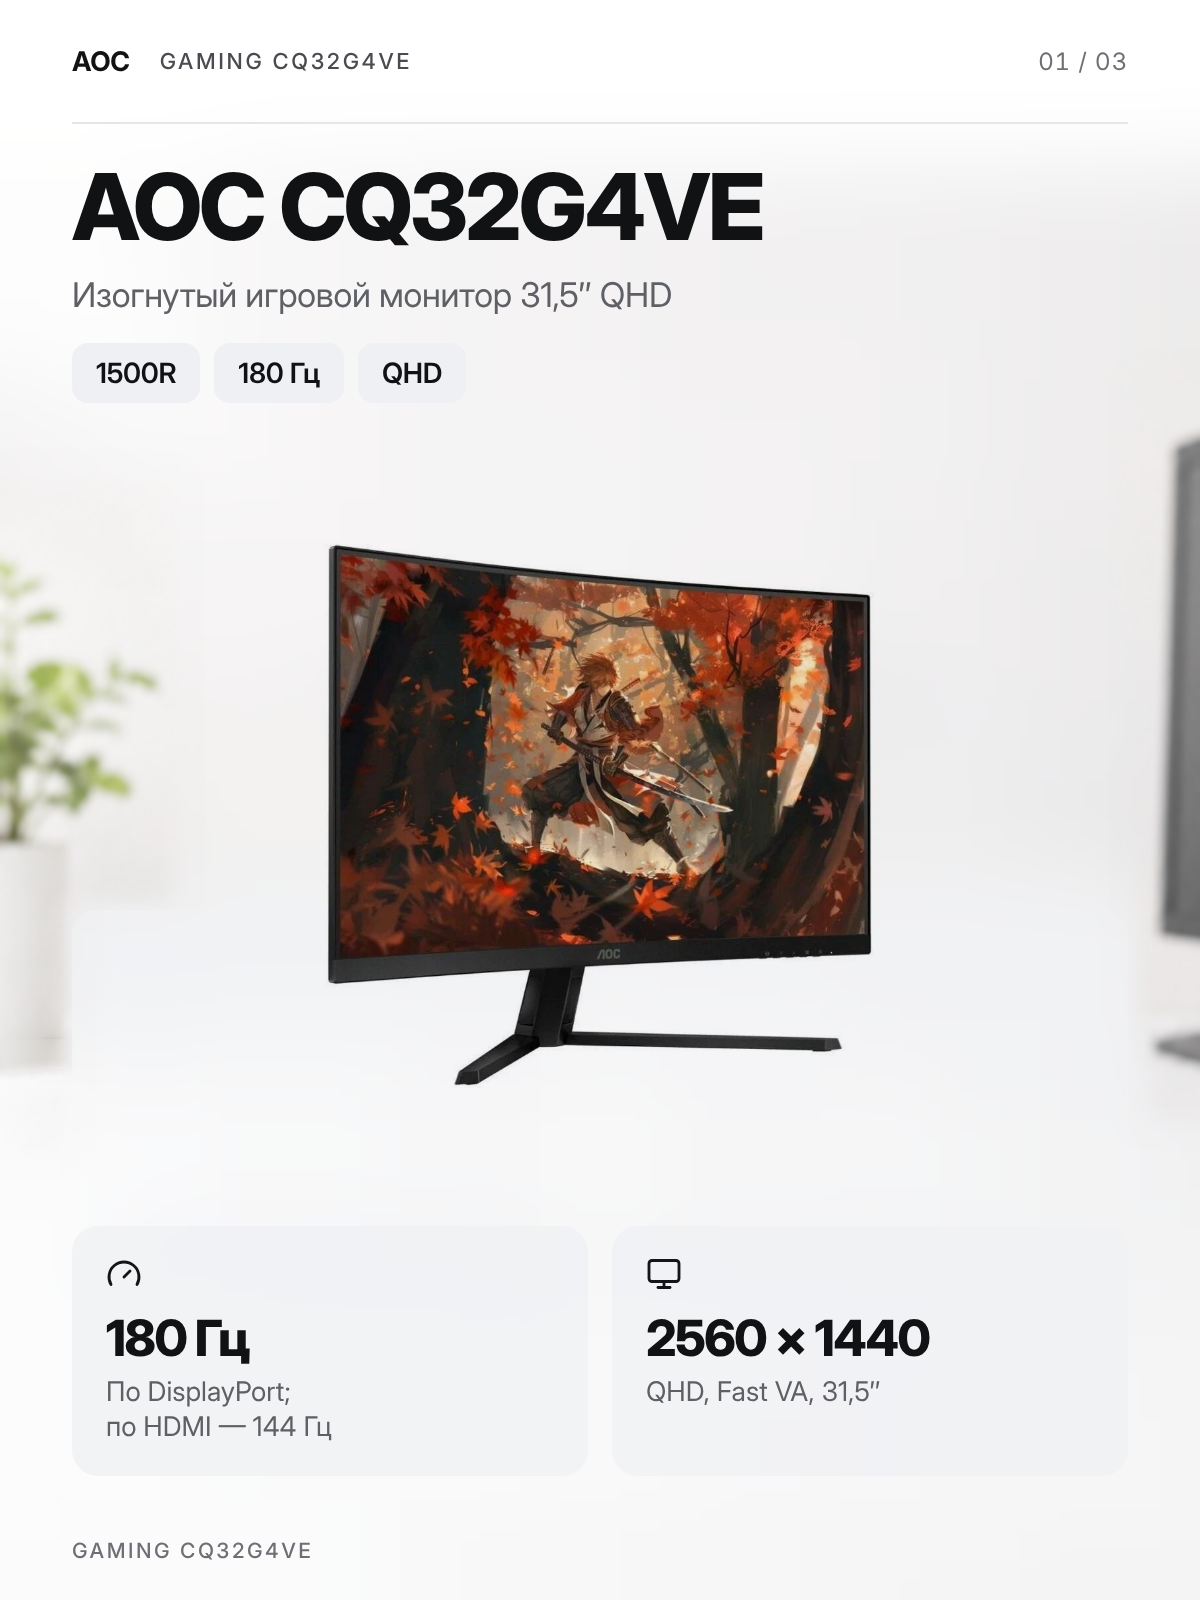 AOC GAMING CQ32G4VE 01 / 03
AOC CQ32G4VE
Изогнутый игровой монитор 31,5″ QHD
1500R 180 Гц QHD
AOC
180 Гц 2560 × 1440
По DisplayPort; QHD, Fast VA, 31,5″
по HDMI — 144 Гц
GAMING CQ32G4VE